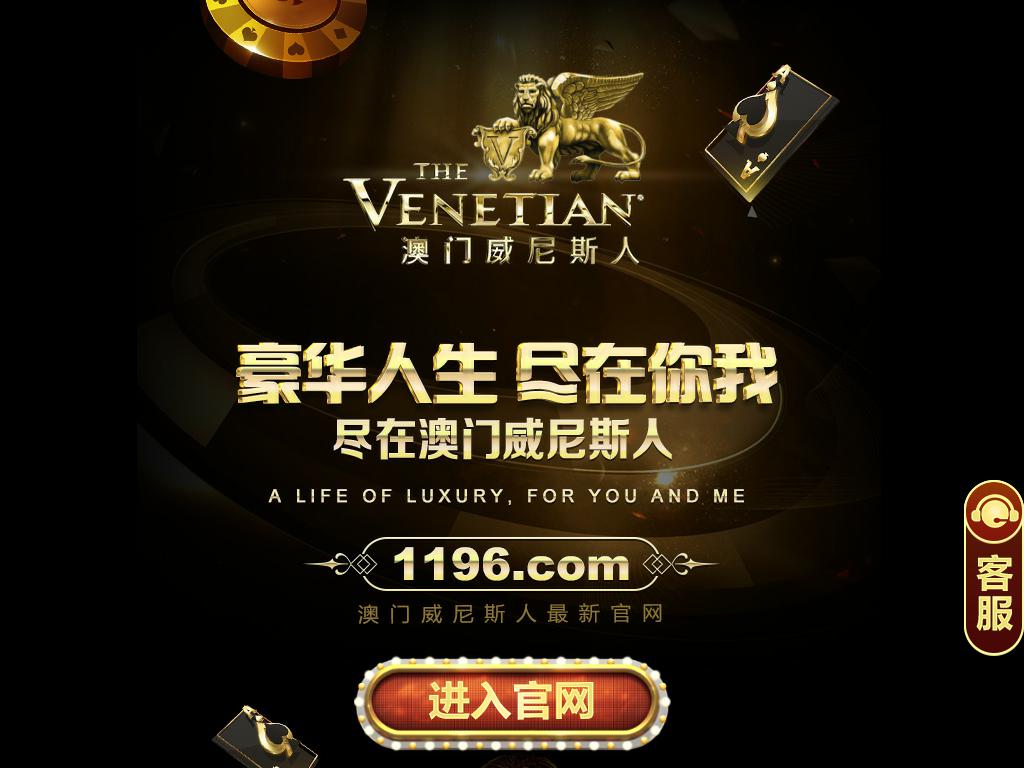 THE
VENETIAN®
澳门威尼斯人
豪华人生 尽在你我
尽在澳门威尼斯人
A LIFE OF LUXURY, FOR YOU AND ME
1196.com
澳门威尼斯人最新官网
进入官网
客服